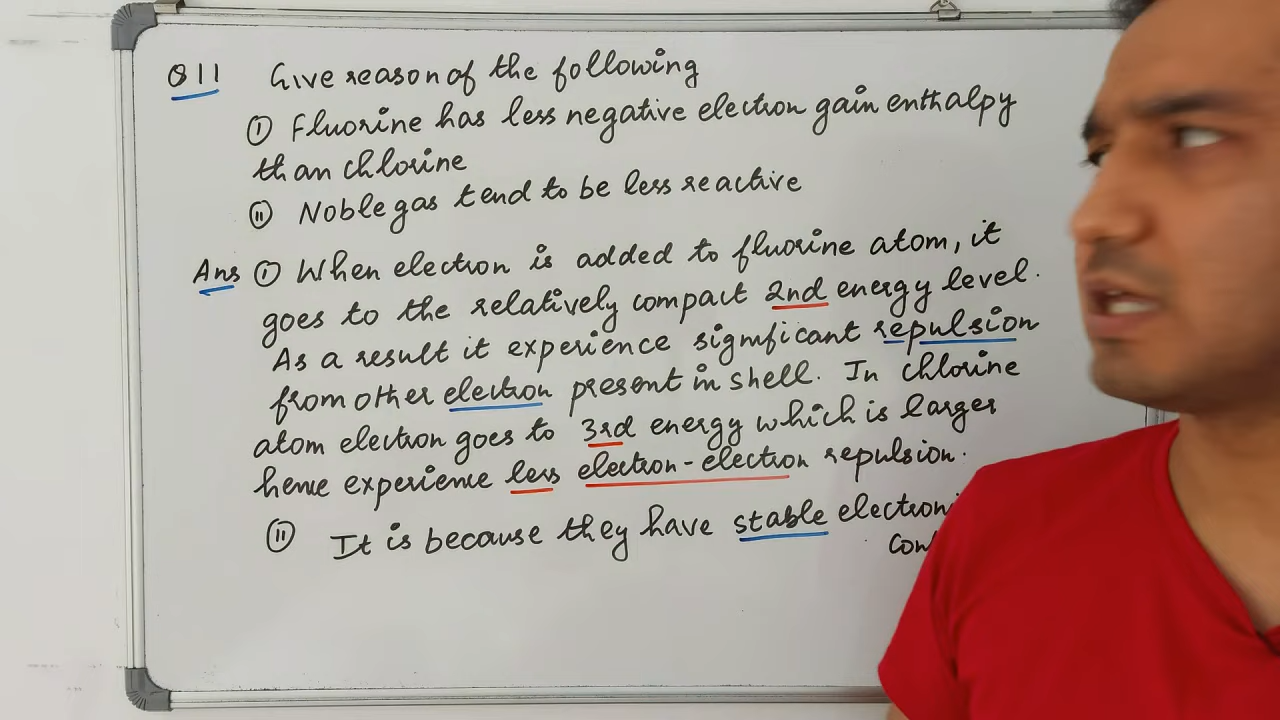 Q11 Give reason of the following
(i) Fluorine has less negative electron gain enthalpy
than chlorine
(ii) Noble gas tend to be less reactive
Ans (i) When electron is added to fluorine atom, it
goes to the relatively compact 2nd energy level.
As a result it experience significant repulsion
from other electron present in shell. In chlorine
atom electron goes to 3rd energy which is larger
hence experience less electron-electron repulsion.
(ii) It is because they have stable